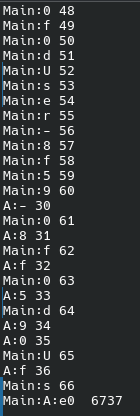 Main:0 48
Main:f 49
Main:0 50
Main:d 51
Main:U 52
Main:s 53
Main:e 54
Main:r 55
Main:- 56
Main:8 57
Main:f 58
Main:5 59
Main:9 60
A:- 30
Main:0 61
A:8 31
Main:f 62
A:f 32
Main:0 63
A:5 33
Main:d 64
A:9 34
A:0 35
Main:U 65
A:f 36
Main:s 66
Main:A:e0  6737